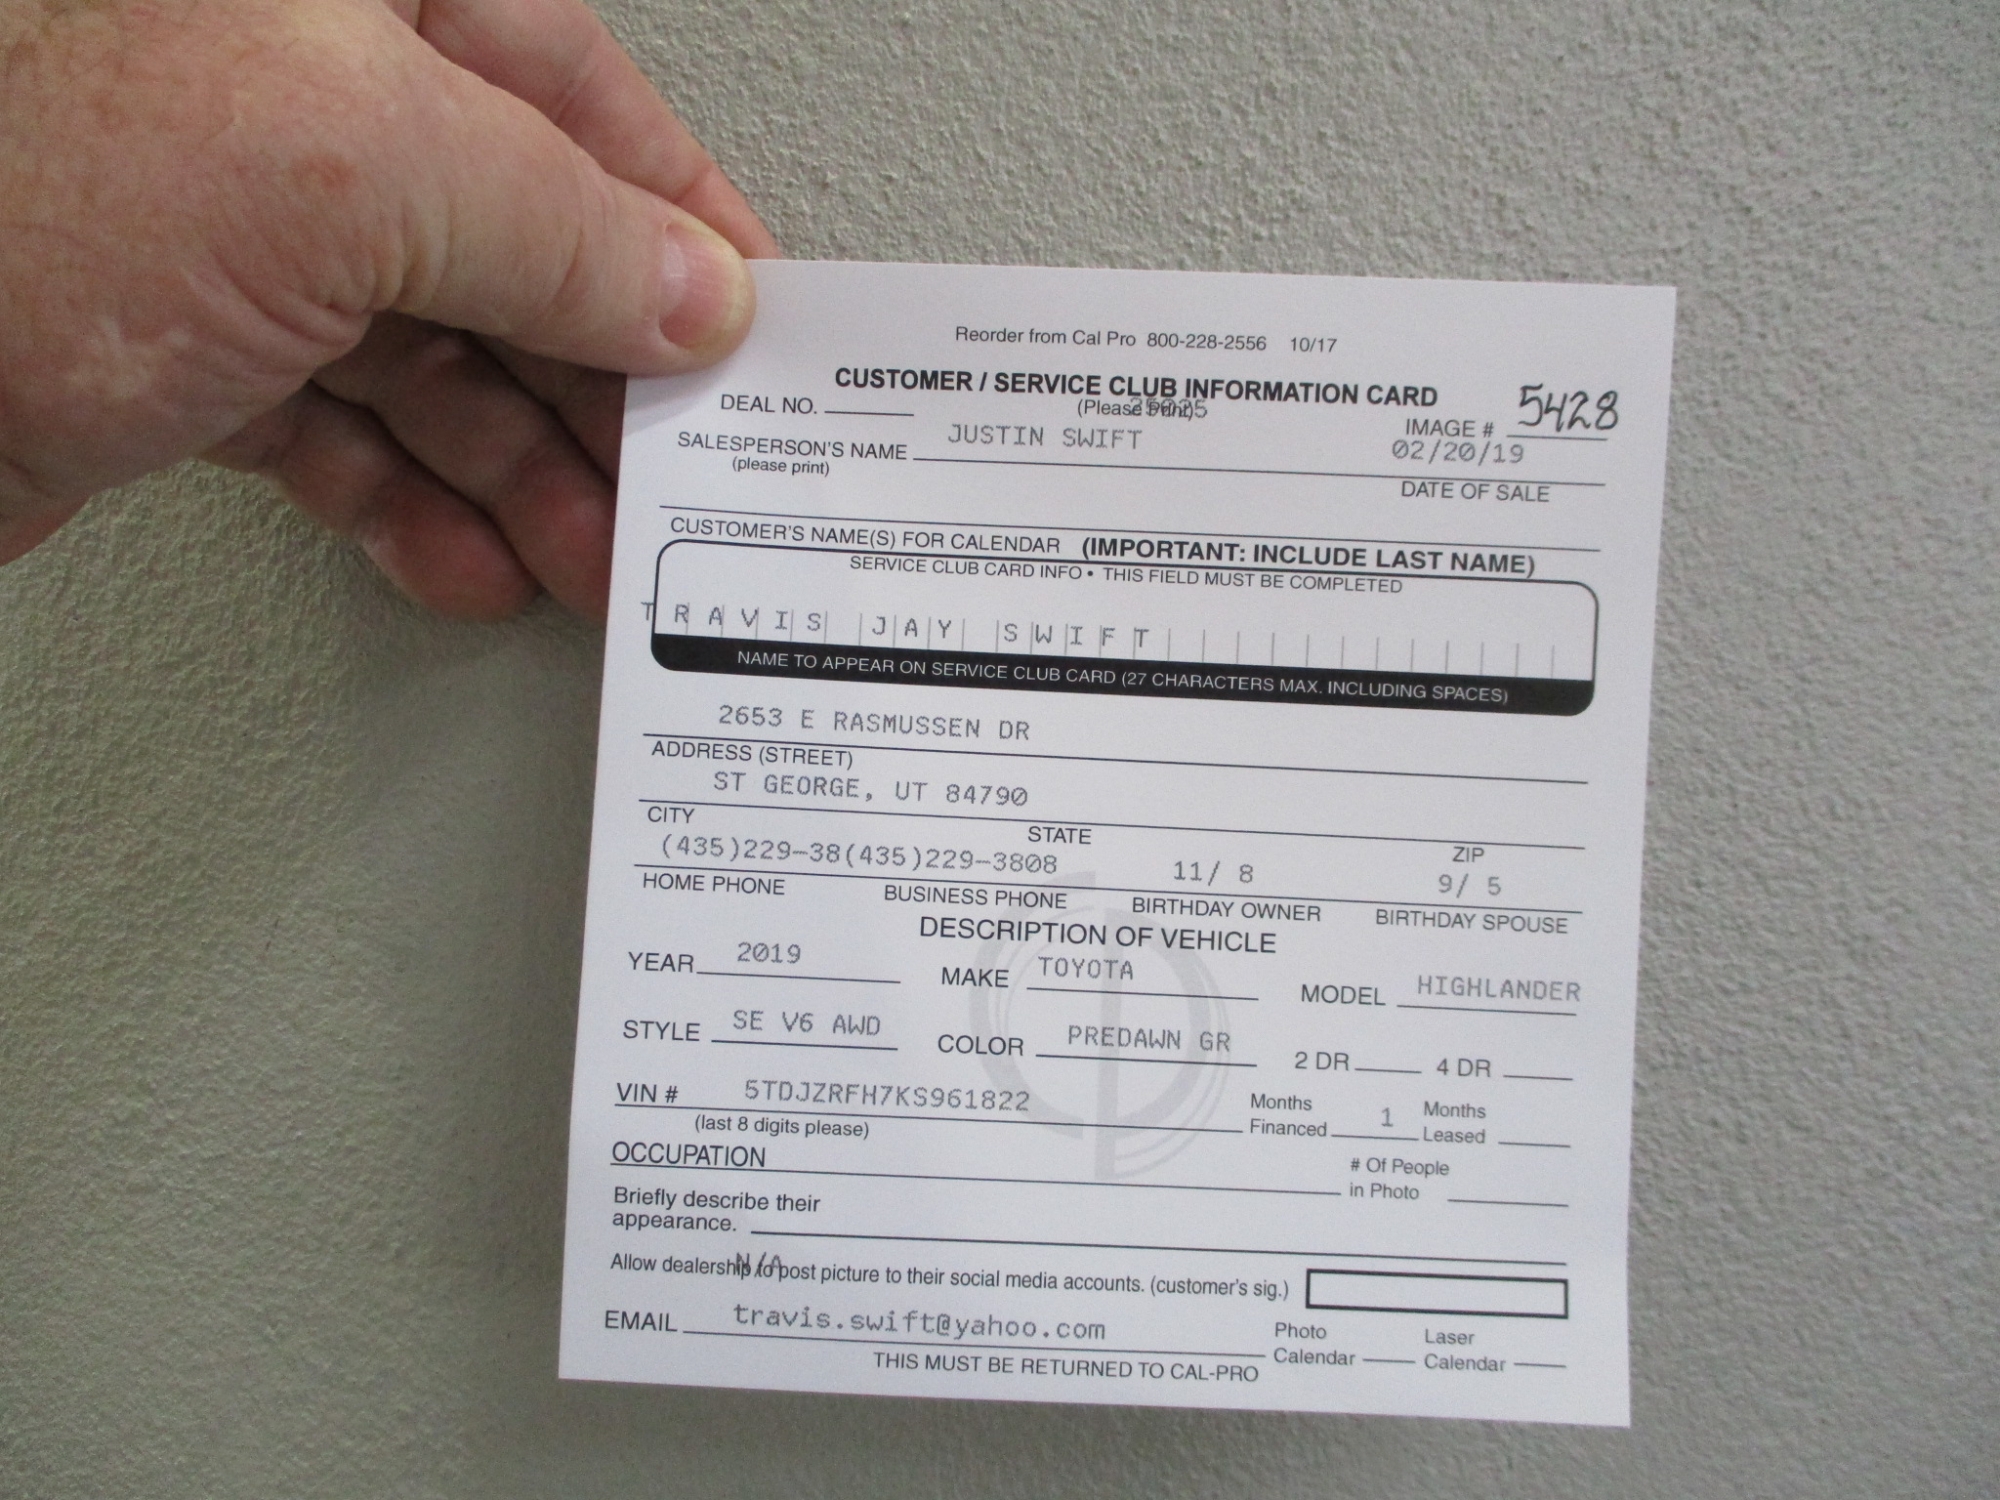 Reorder from Cal Pro 800-228-2556 10/17
CUSTOMER / SERVICE CLUB INFORMATION CARD
DEAL NO. (Please Print)
IMAGE # 5428
SALESPERSON'S NAME JUSTIN SWIFT 02/20/19
(please print) DATE OF SALE
CUSTOMER'S NAME(S) FOR CALENDAR (IMPORTANT: INCLUDE LAST NAME)
SERVICE CLUB CARD INFO • THIS FIELD MUST BE COMPLETED
TRAVIS JAY SWIFT
NAME TO APPEAR ON SERVICE CLUB CARD (27 CHARACTERS MAX. INCLUDING SPACES)
2653 E RASMUSSEN DR
ADDRESS (STREET)
ST GEORGE, UT 84790
CITY STATE ZIP
(435)229-38(435)229-3808 11/ 8 9/ 5
HOME PHONE BUSINESS PHONE BIRTHDAY OWNER BIRTHDAY SPOUSE
DESCRIPTION OF VEHICLE
YEAR 2019 MAKE TOYOTA MODEL HIGHLANDER
STYLE SE V6 AWD COLOR PREDAWN GR 2 DR 4 DR
VIN # 5TDJZRFH7KS961822 Months Financed 1 Months Leased
(last 8 digits please)
OCCUPATION # Of People in Photo
Briefly describe their
appearance.
N/A
Allow dealership to post picture to their social media accounts. (customer's sig.)
EMAIL travis.swift@yahoo.com Photo Calendar Laser Calendar
THIS MUST BE RETURNED TO CAL-PRO